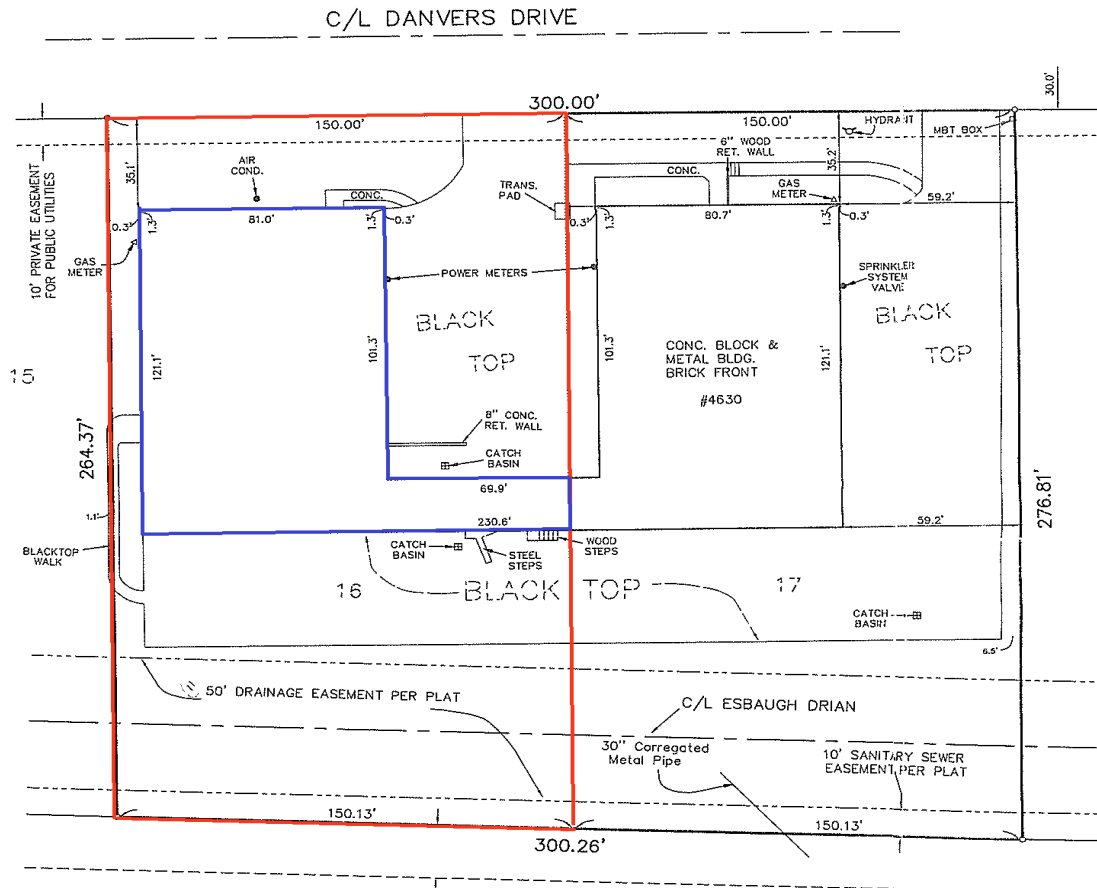 C/L DANVERS DRIVE
300.00'
30.0'
150.00'
150.00'
HYDRANT
MBT BOX
6" WOOD
RET. WALL
35.1'
AIR
COND.
35.2'
CONC.
CONC.
TRANS.
PAD
GAS
METER
59.2'
0.3'
1.3'
81.0'
1.3'
0.3'
0.3'
1.3'
80.7'
1.3'
0.3'
10' PRIVATE EASEMENT
FOR PUBLIC UTILITIES
GAS
METER
POWER METERS
SPRINKLER
SYSTEM
VALVE
BLACK
TOP
BLACK
TOP
121.1'
101.3'
101.3'
CONC. BLOCK &
METAL BLDG.
BRICK FRONT
#4630
121.1'
15
264.37'
8" CONC.
RET. WALL
CATCH
BASIN
69.9'
276.81'
230.6'
59.2'
1.1'
BLACKTOP
WALK
CATCH
BASIN
STEEL
STEPS
WOOD
STEPS
16
BLACK TOP
17
CATCH
BASIN
6.5'
50' DRAINAGE EASEMENT PER PLAT
C/L ESBAUGH DRIAN
30" Corregated
Metal Pipe
10' SANITARY SEWER
EASEMENT PER PLAT
150.13'
150.13'
300.26'